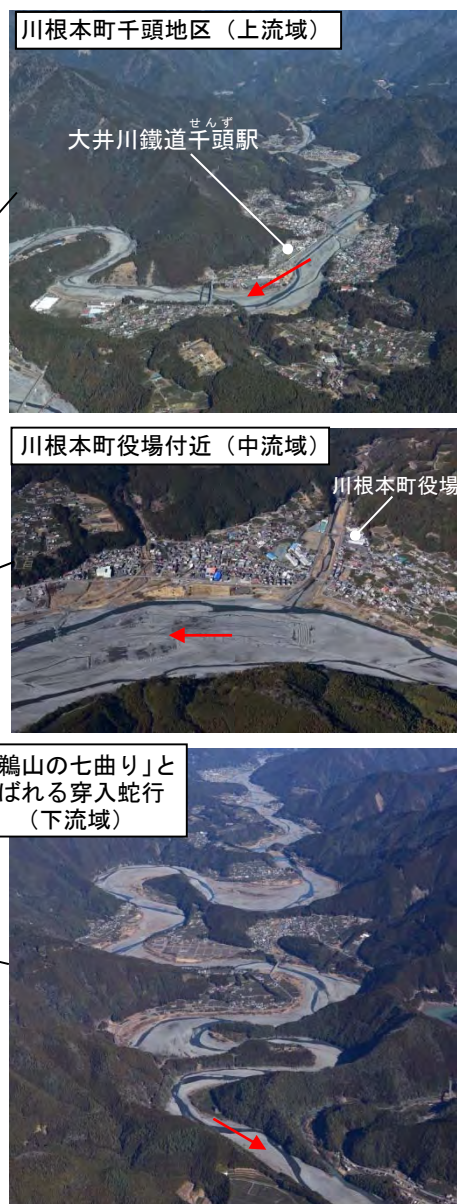 川根本町千頭地区（上流域）
せんず
大井川鐵道千頭駅
川根本町役場付近（中流域）
川根本町役場
鵜山の七曲り」と
ばれる穿入蛇行
（下流域）